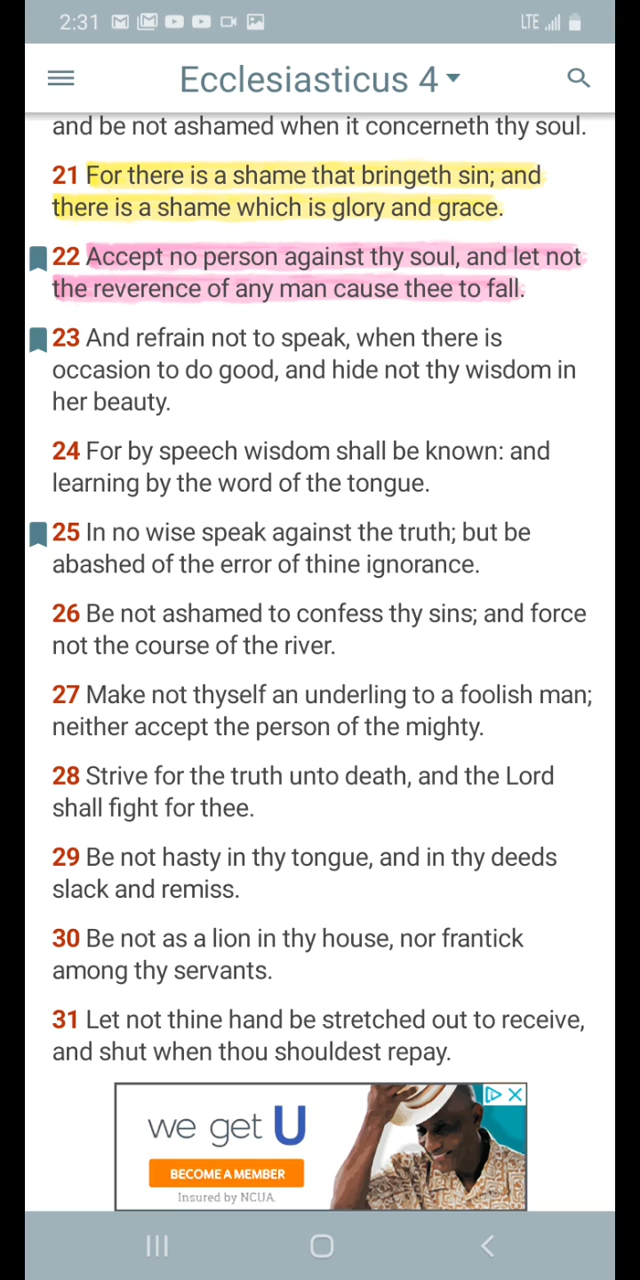 2:31
LTE
Ecclesiasticus 4
and be not ashamed when it concerneth thy soul.
21 For there is a shame that bringeth sin; and
there is a shame which is glory and grace.
22 Accept no person against thy soul, and let not
the reverence of any man cause thee to fall.
23 And refrain not to speak, when there is
occasion to do good, and hide not thy wisdom in
her beauty.
24 For by speech wisdom shall be known: and
learning by the word of the tongue.
25 In no wise speak against the truth; but be
abashed of the error of thine ignorance.
26 Be not ashamed to confess thy sins; and force
not the course of the river.
27 Make not thyself an underling to a foolish man;
neither accept the person of the mighty.
28 Strive for the truth unto death, and the Lord
shall fight for thee.
29 Be not hasty in thy tongue, and in thy deeds
slack and remiss.
30 Be not as a lion in thy house, nor frantick
among thy servants.
31 Let not thine hand be stretched out to receive,
and shut when thou shouldest repay.
we get U
BECOME A MEMBER
Insured by NCUA.